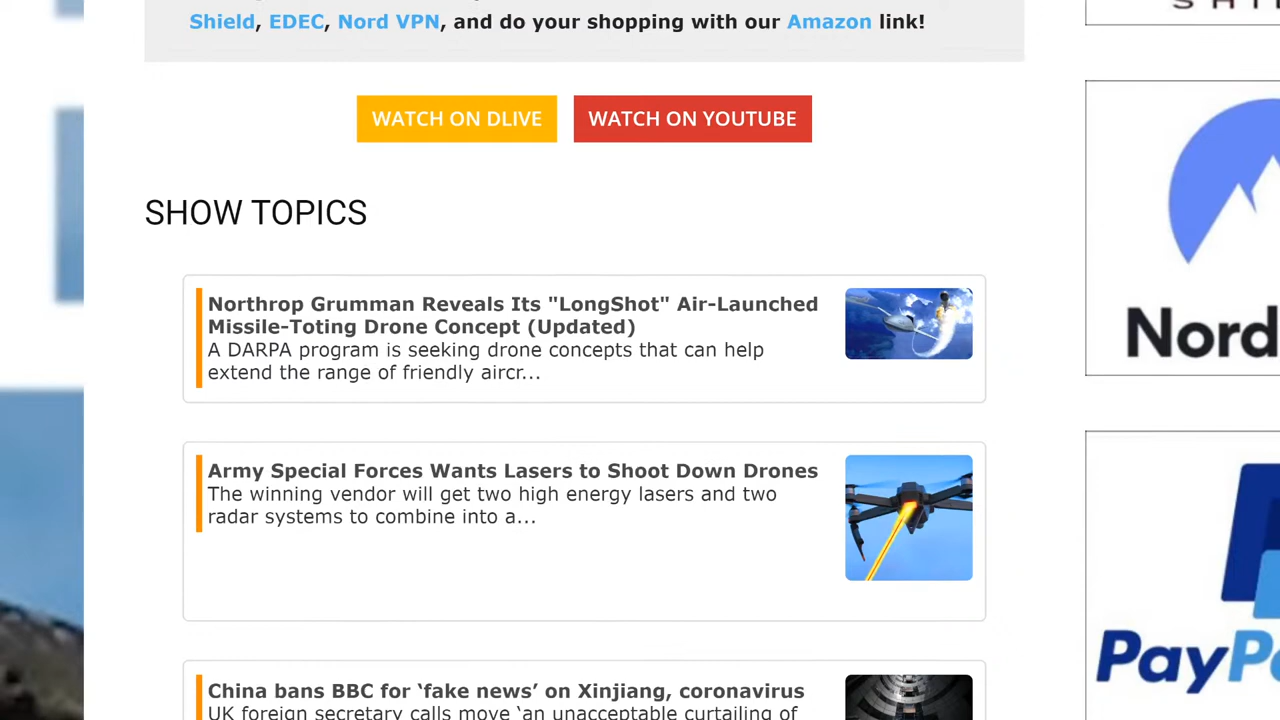 Shield, EDEC, Nord VPN, and do your shopping with our Amazon link!
WATCH ON DLIVE
WATCH ON YOUTUBE
SHOW TOPICS
Northrop Grumman Reveals Its "LongShot" Air-Launched
Missile-Toting Drone Concept (Updated)
A DARPA program is seeking drone concepts that can help
extend the range of friendly aircr...
Army Special Forces Wants Lasers to Shoot Down Drones
The winning vendor will get two high energy lasers and two
radar systems to combine into a...
China bans BBC for ‘fake news’ on Xinjiang, coronavirus
UK foreign secretary calls move ‘an unacceptable curtailing of
Nord
PayP